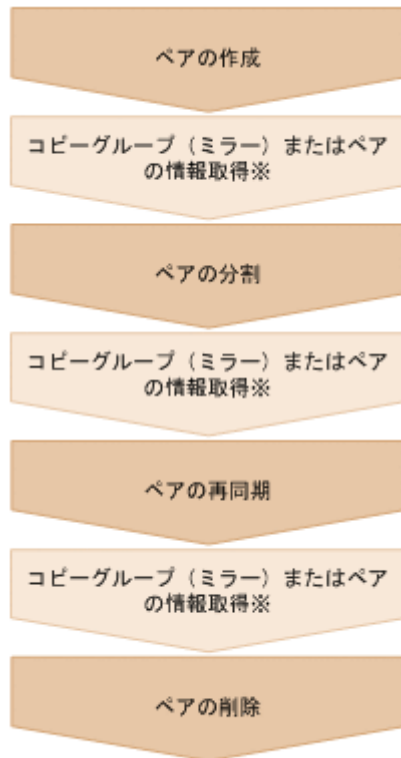 ペアの作成
コピーグループ（ミラー）またはペア
の情報取得※
ペアの分割
コピーグループ（ミラー）またはペア
の情報取得※
ペアの再同期
コピーグループ（ミラー）またはペア
の情報取得※
ペアの削除